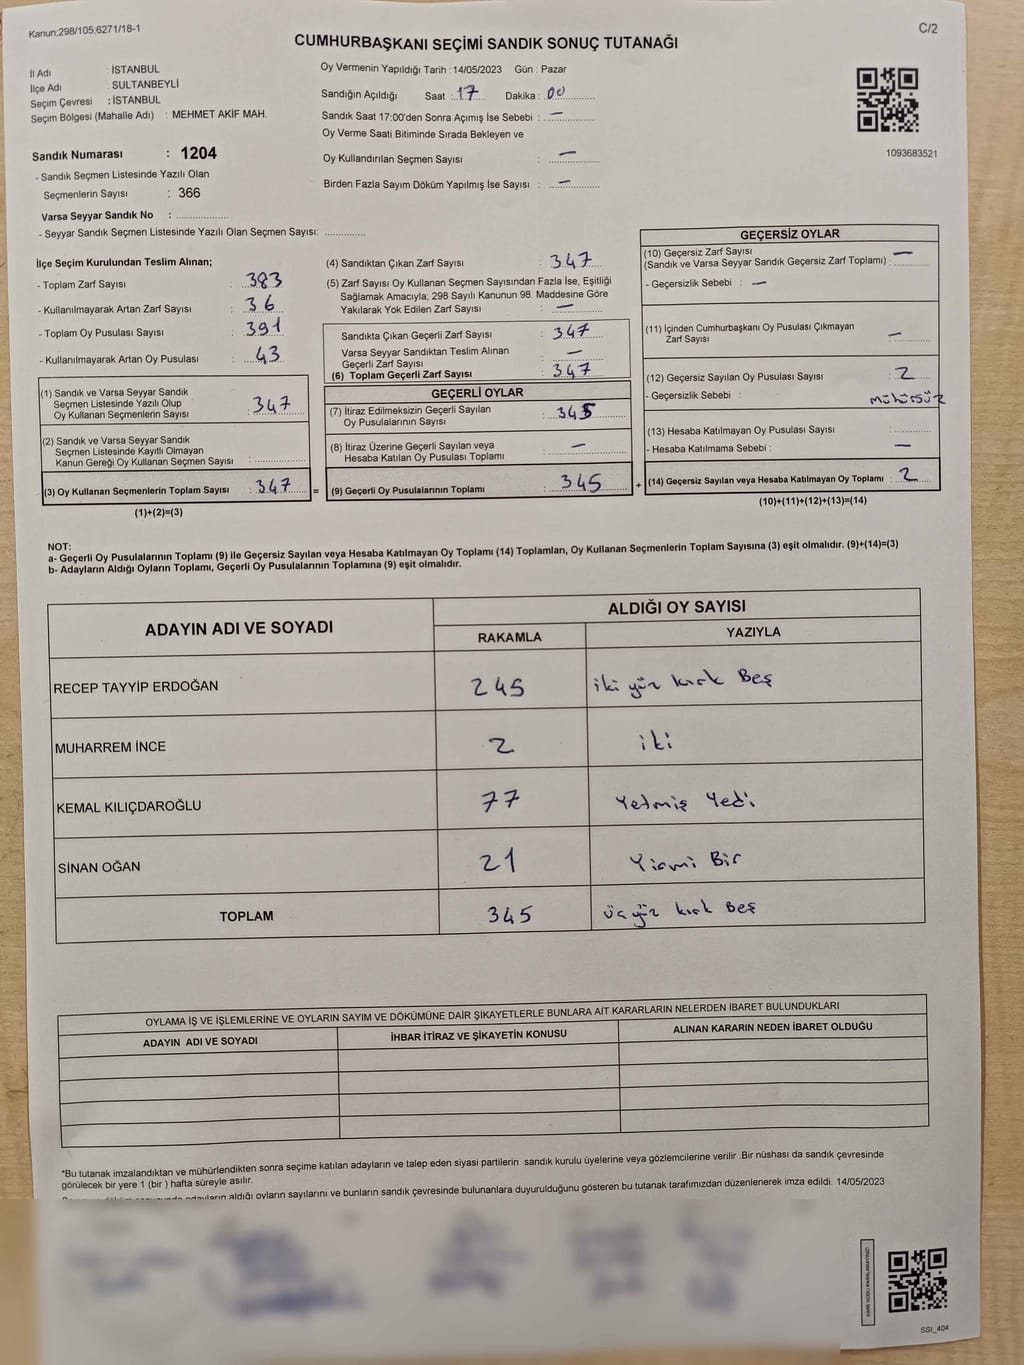 Kanun;298/105;6271/18-1
C/2
CUMHURBAŞKANI SEÇİMİ SANDIK SONUÇ TUTANAĞI
İl Adı : İSTANBUL
İlçe Adı : SULTANBEYLİ
Seçim Çevresi : İSTANBUL
Seçim Bölgesi (Mahalle Adı) : MEHMET AKİF MAH.
Sandık Numarası : 1204
- Sandık Seçmen Listesinde Yazılı Olan
Seçmenlerin Sayısı : 366
Varsa Seyyar Sandık No : ..................
- Seyyar Sandık Seçmen Listesinde Yazılı Olan Seçmen Sayısı: ..............
Oy Vermenin Yapıldığı Tarih : 14/05/2023 Gün : Pazar
Sandığın Açıldığı Saat : 17 Dakika : 00
Sandık Saat 17:00'den Sonra Açımış İse Sebebi : —
Oy Verme Saati Bitiminde Sırada Bekleyen ve
Oy Kullandırılan Seçmen Sayısı : —
Birden Fazla Sayım Döküm Yapılmış İse Sayısı : —
1093683521
İlçe Seçim Kurulundan Teslim Alınan;
- Toplam Zarf Sayısı : 383
- Kullanılmayarak Artan Zarf Sayısı : 36
- Toplam Oy Pusulası Sayısı : 391
- Kullanılmayarak Artan Oy Pusulası : 43
(1) Sandık ve Varsa Seyyar Sandık
Seçmen Listesinde Yazılı Olup
Oy Kullanan Seçmenlerin Sayısı : 347
(2) Sandık ve Varsa Seyyar Sandık
Seçmen Listesinde Kayıtlı Olmayan
Kanun Gereği Oy Kullanan Seçmen Sayısı :
(3) Oy Kullanan Seçmenlerin Toplam Sayısı : 347 =
(1)+(2)=(3)
(4) Sandıktan Çıkan Zarf Sayısı : 347
(5) Zarf Sayısı Oy Kullanan Seçmen Sayısından Fazla İse, Eşitliği
Sağlamak Amacıyla; 298 Sayılı Kanunun 98. Maddesine Göre
Yakılarak Yok Edilen Zarf Sayısı : —
Sandıkta Çıkan Geçerli Zarf Sayısı : 347
Varsa Seyyar Sandıktan Teslim Alınan
Geçerli Zarf Sayısı : —
(6) Toplam Geçerli Zarf Sayısı : 347
GEÇERLİ OYLAR
(7) İtiraz Edilmeksizin Geçerli Sayılan
Oy Pusulalarının Sayısı : 345
(8) İtiraz Üzerine Geçerli Sayılan veya
Hesaba Katılan Oy Pusulası Toplamı : —
(9) Geçerli Oy Pusulalarının Toplamı : 345 +
GEÇERSİZ OYLAR
(10) Geçersiz Zarf Sayısı
(Sandık ve Varsa Seyyar Sandık Geçersiz Zarf Toplamı) : —
- Geçersizlik Sebebi : —
(11) İçinden Cumhurbaşkanı Oy Pusulası Çıkmayan
Zarf Sayısı : —
(12) Geçersiz Sayılan Oy Pusulası Sayısı : 2
- Geçersizlik Sebebi : mühürsüz
(13) Hesaba Katılmayan Oy Pusulası Sayısı :
- Hesaba Katılmama Sebebi : —
(14) Geçersiz Sayılan veya Hesaba Katılmayan Oy Toplamı : 2
(10)+(11)+(12)+(13)=(14)
NOT:
a- Geçerli Oy Pusulalarının Toplamı (9) ile Geçersiz Sayılan veya Hesaba Katılmayan Oy Toplamı (14) Toplamları, Oy Kullanan Seçmenlerin Toplam Sayısına (3) eşit olmalıdır. (9)+(14)=(3)
b- Adayların Aldığı Oyların Toplamı, Geçerli Oy Pusulalarının Toplamına (9) eşit olmalıdır.
ADAYIN ADI VE SOYADI
ALDIĞI OY SAYISI
RAKAMLA YAZIYLA
RECEP TAYYİP ERDOĞAN 245 iki yüz kırk Beş
MUHARREM İNCE 2 iki
KEMAL KILIÇDAROĞLU 77 Yetmiş Yedi
SİNAN OĞAN 21 Yirmi Bir
TOPLAM 345 üç yüz kırk Beş
OYLAMA İŞ VE İŞLEMLERİNE VE OYLARIN SAYIM VE DÖKÜMÜNE DAİR ŞİKAYETLERLE BUNLARA AİT KARARLARIN NELERDEN İBARET BULUNDUKLARI
ADAYIN ADI VE SOYADI İHBAR İTİRAZ VE ŞİKAYETİN KONUSU ALINAN KARARIN NEDEN İBARET OLDUĞU
*Bu tutanak imzalandıktan ve mühürlendikten sonra seçime katılan adayların ve talep eden siyasi partilerin sandık kurulu üyelerine veya gözlemcilerine verilir .Bir nüshası da sandık çevresinde
görülecek bir yere 1 (bir ) hafta süreyle asılır.
adayların aldığı oyların sayılarını ve bunların sandık çevresinde bulunanlara duyurulduğunu gösteren bu tutanak tarafımızdan düzenlenerek imza edildi. 14/05/2023
KARE KODU KARALAMAYINIZ!
SSI_404